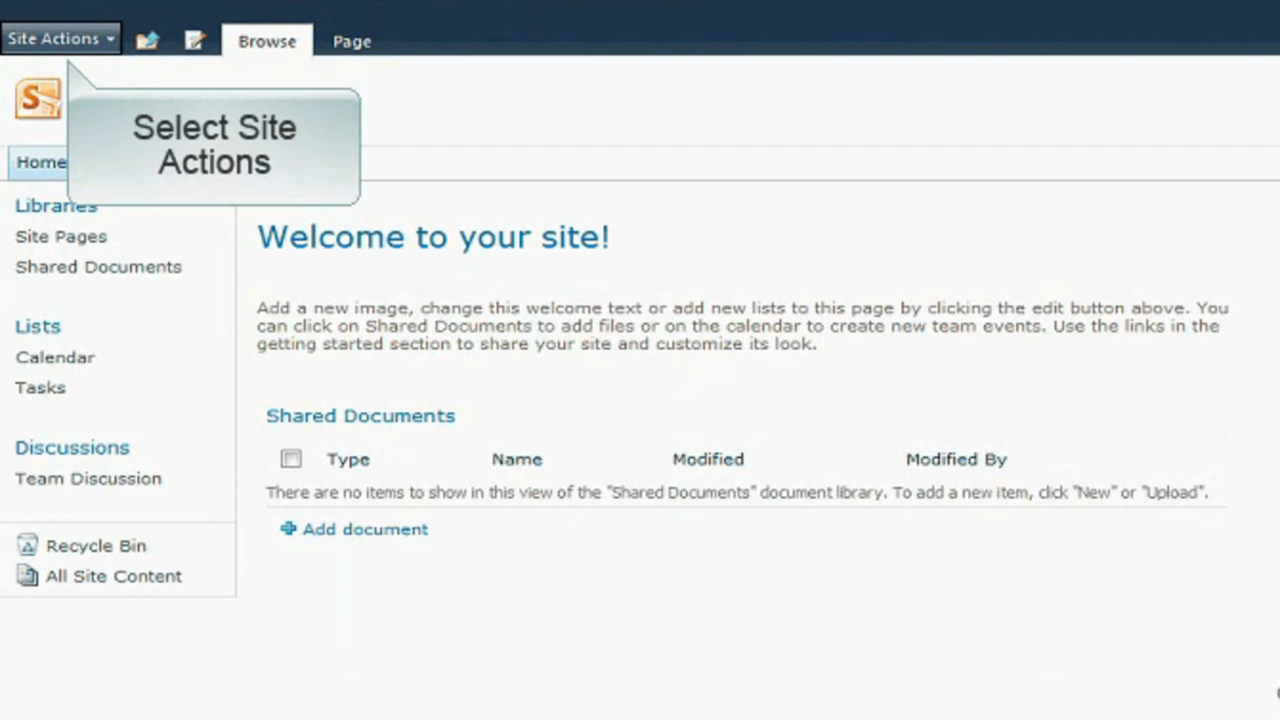 Site Actions
Browse
Page
Select Site
Actions
Home
Libraries
Site Pages
Shared Documents
Lists
Calendar
Tasks
Discussions
Team Discussion
Recycle Bin
All Site Content
Welcome to your site!
Add a new image, change this welcome text or add new lists to this page by clicking the edit button above. You
can click on Shared Documents to add files or on the calendar to create new team events. Use the links in the
getting started section to share your site and customize its look.
Shared Documents
Type Name Modified Modified By
There are no items to show in this view of the "Shared Documents" document library. To add a new item, click "New" or "Upload".
Add document